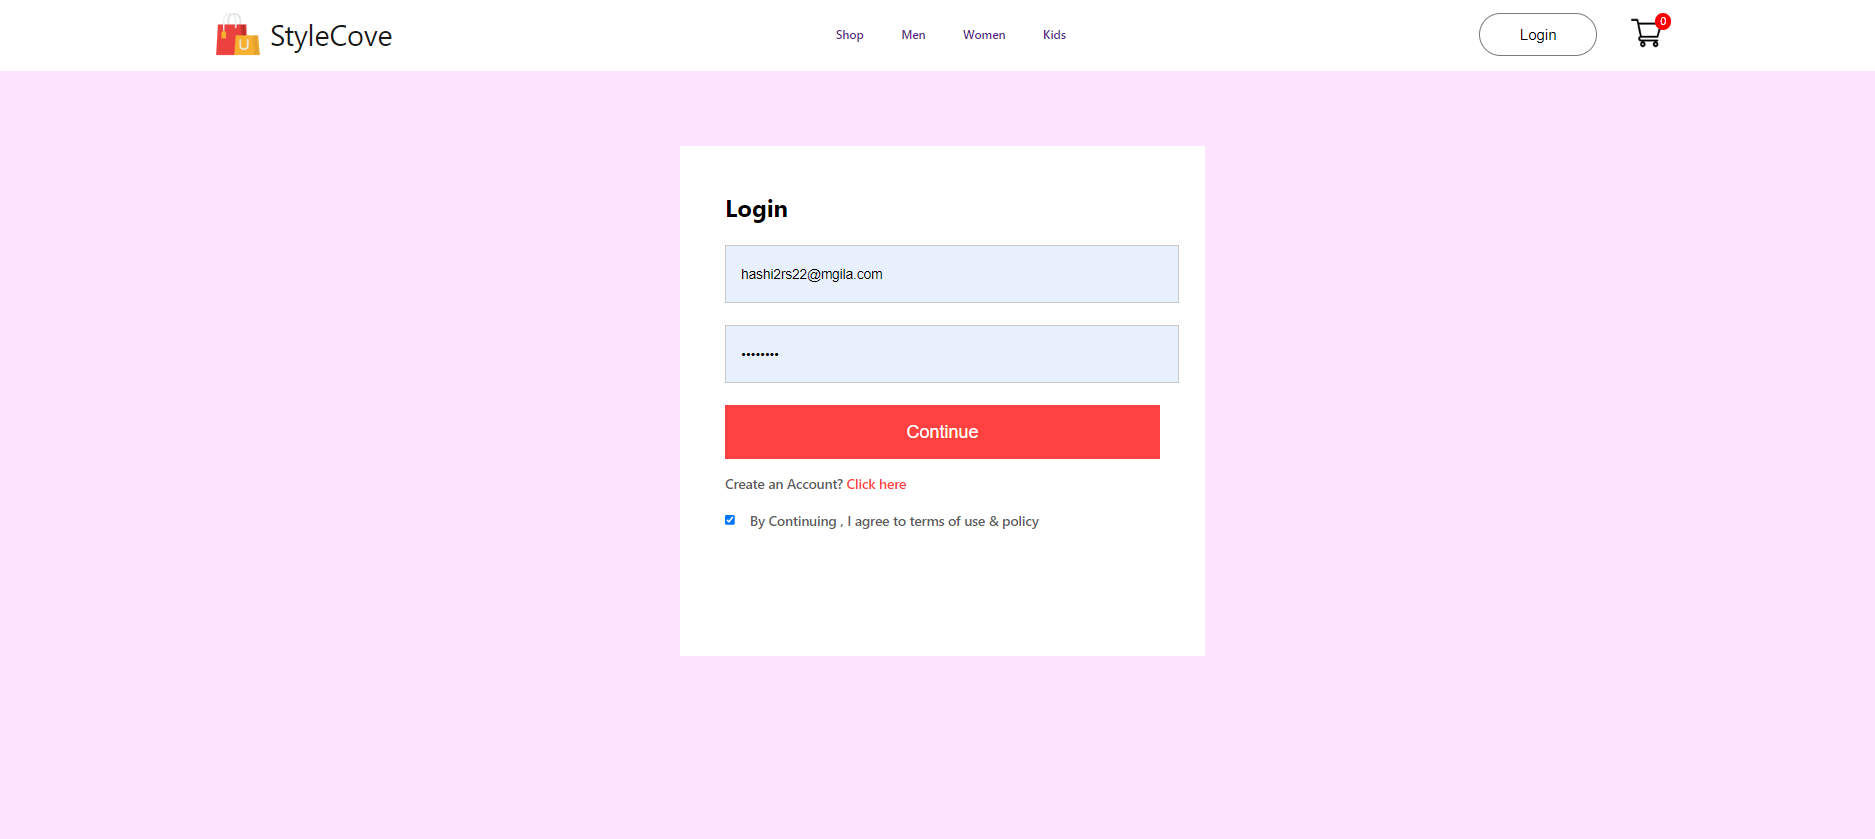 StyleCove
Shop Men Women Kids
Login
0
Login
hashi2rs22@mgila.com
••••••••
Continue
Create an Account? Click here
By Continuing , I agree to terms of use & policy